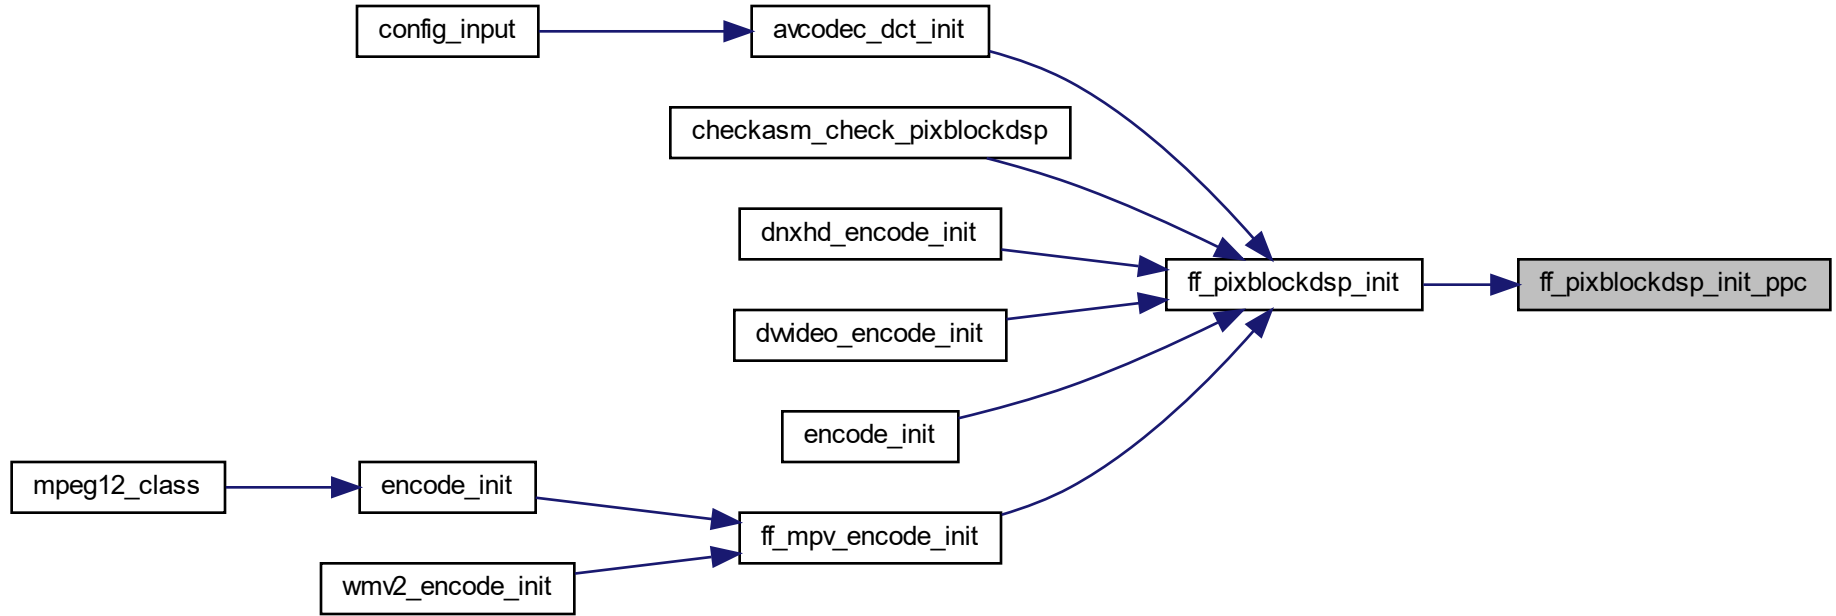 config_input
avcodec_dct_init
checkasm_check_pixblockdsp
dnxhd_encode_init
ff_pixblockdsp_init
ff_pixblockdsp_init_ppc
dvvideo_encode_init
encode_init
mpeg12_class
encode_init
ff_mpv_encode_init
wmv2_encode_init